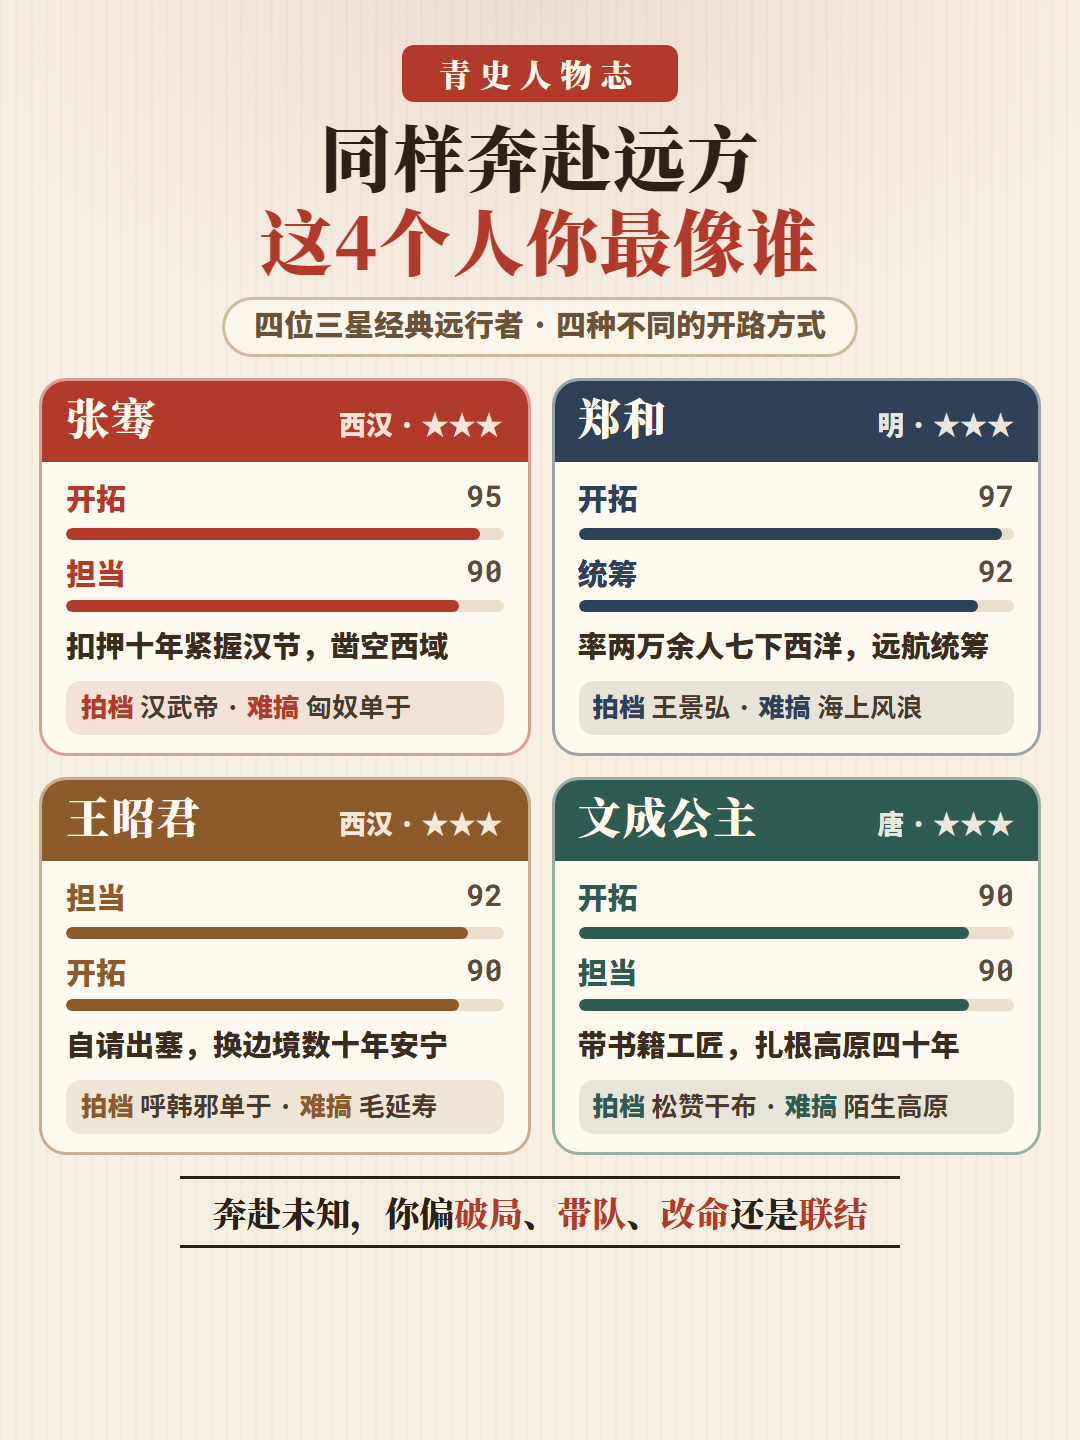 青史人物志
同样奔赴远方
这4个人你最像谁
四位三星经典远行者·四种不同的开路方式
张骞
西汉·★★★
开拓 95
担当 90
扣押十年紧握汉节，凿空西域
拍档 汉武帝·难搞 匈奴单于
郑和
明·★★★
开拓 97
统筹 92
率两万余人七下西洋，远航统筹
拍档 王景弘·难搞 海上风浪
王昭君
西汉·★★★
担当 92
开拓 90
自请出塞，换边境数十年安宁
拍档 呼韩邪单于·难搞 毛延寿
文成公主
唐·★★★
开拓 90
担当 90
带书籍工匠，扎根高原四十年
拍档 松赞干布·难搞 陌生高原
奔赴未知，你偏破局、带队、改命还是联结